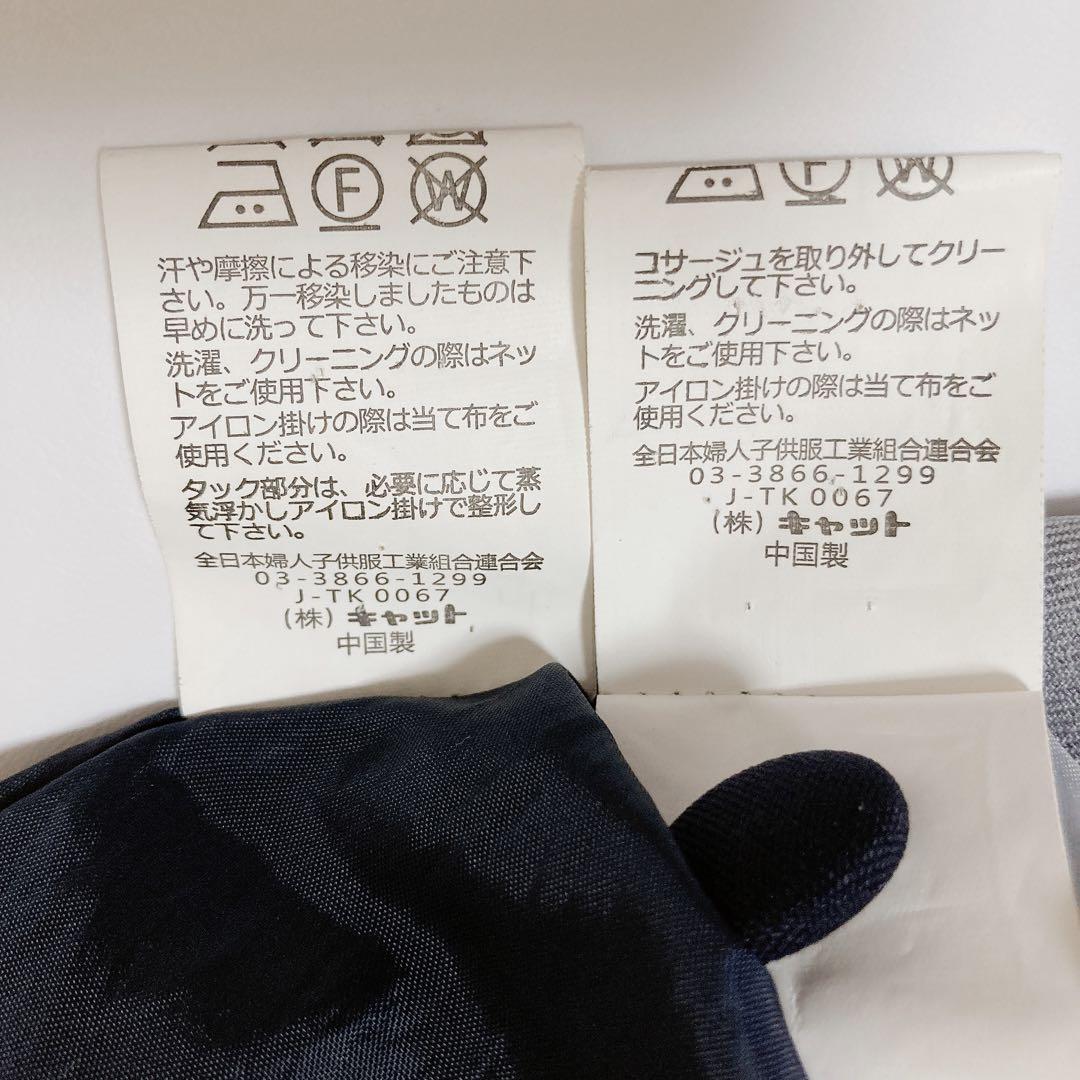 F W
汗や摩擦による移染にご注意下
さい。万一移染しましたものは
早めに洗って下さい。
洗濯、クリーニングの際はネッ
トをご使用下さい。
アイロン掛けの際は当て布をご
使用ください。
タック部分は、必要に応じて蒸
気浮かしアイロン掛けで整形し
て下さい。
全日本婦人子供服工業組合連合会
03-3866-1299
J-TK0067
(株) キャット
中国製
F W
コサージュを取り外してクリー
ニングして下さい。
洗濯、クリーニングの際はネッ
トをご使用下さい。
アイロン掛けの際は当て布をご
使用ください。
全日本婦人子供服工業組合連合会
03-3866-1299
J-TK0067
(株) キャット
中国製